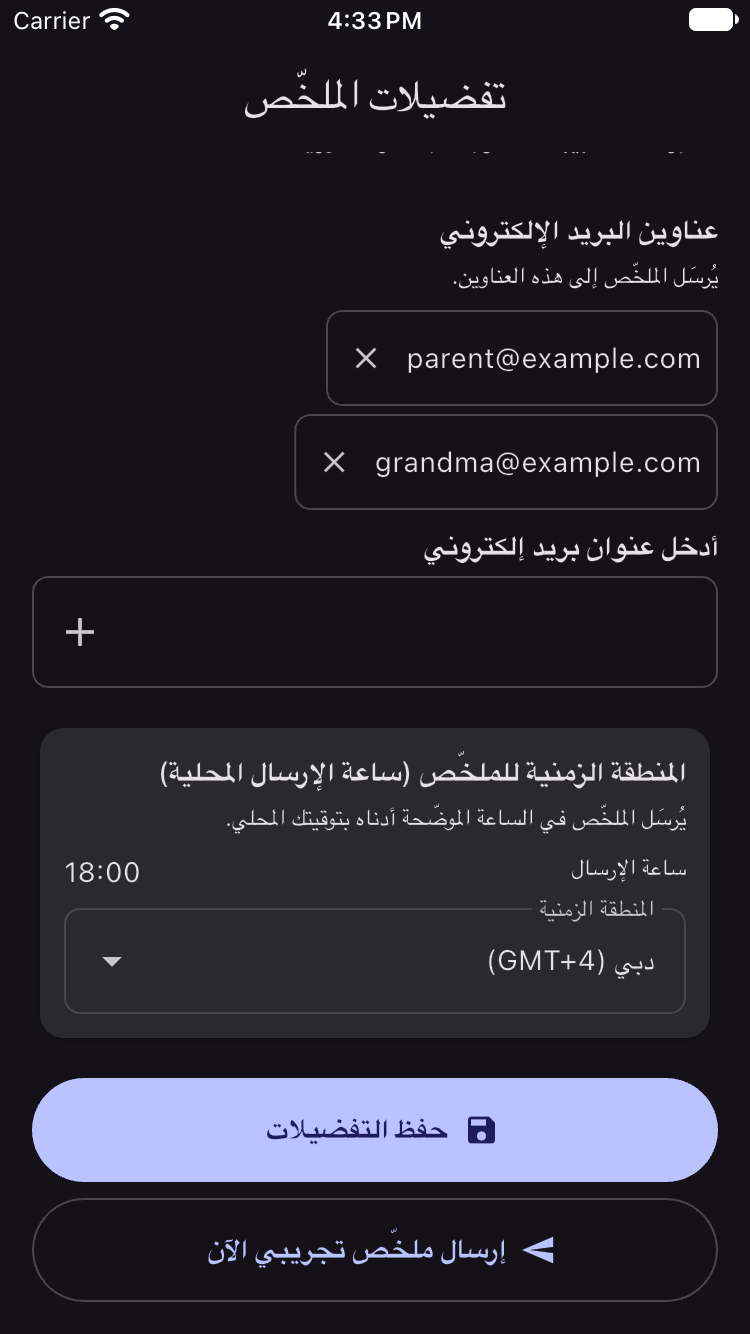 Carrier
4:33 PM
تفضيلات الملخّص
عناوين البريد الإلكتروني
يُرسَل الملخّص إلى هذه العناوين.
parent@example.com
grandma@example.com
أدخل عنوان بريد إلكتروني
المنطقة الزمنية للملخّص (ساعة الإرسال المحلية)
يُرسَل الملخّص في الساعة الموضّحة أدناه بتوقيتك المحلي.
ساعة الإرسال
18:00
المنطقة الزمنية
دبي (GMT+4)
حفظ التفضيلات
إرسال ملخّص تجريبي الآن